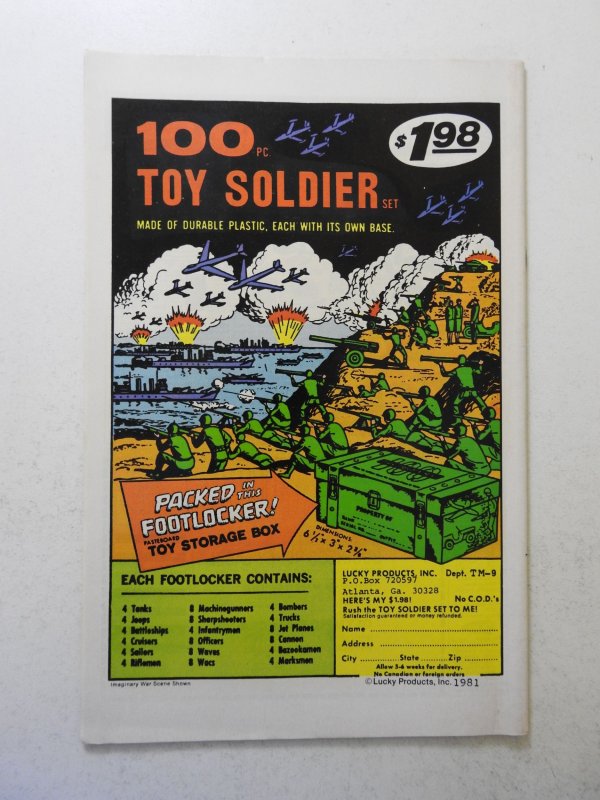 100 PC.
$1.98
TOY SOLDIER SET
MADE OF DURABLE PLASTIC, EACH WITH ITS OWN BASE.
PACKED IN THIS
FOOTLOCKER!
PASTEBOARD
TOY STORAGE BOX
PROPERTY OF
DIMENSIONS:
EACH FOOTLOCKER CONTAINS:
4 Tanks
4 Jeeps
4 Battleships
4 Cruisers
4 Sailors
4 Riflemen
8 Machinegunners
8 Sharpshooters
4 Infantrymen
8 Officers
8 Waves
8 Wacs
4 Bombers
4 Trucks
8 Jet Planes
8 Cannon
4 Bazookamen
4 Marksmen
LUCKY PRODUCTS, INC. Dept. TM-9
P.O.Box 720597
Atlanta, Ga. 30328
HERE'S MY $1.98! No C.O.D.'s
Rush the TOY SOLDIER SET TO ME!
Satisfaction guaranteed or money refunded.
Name
Address
City State Zip
Allow 3-6 weeks for delivery.
No Canadian or foreign orders
Imaginary War Scene Shown
©Lucky Products, Inc. 1981